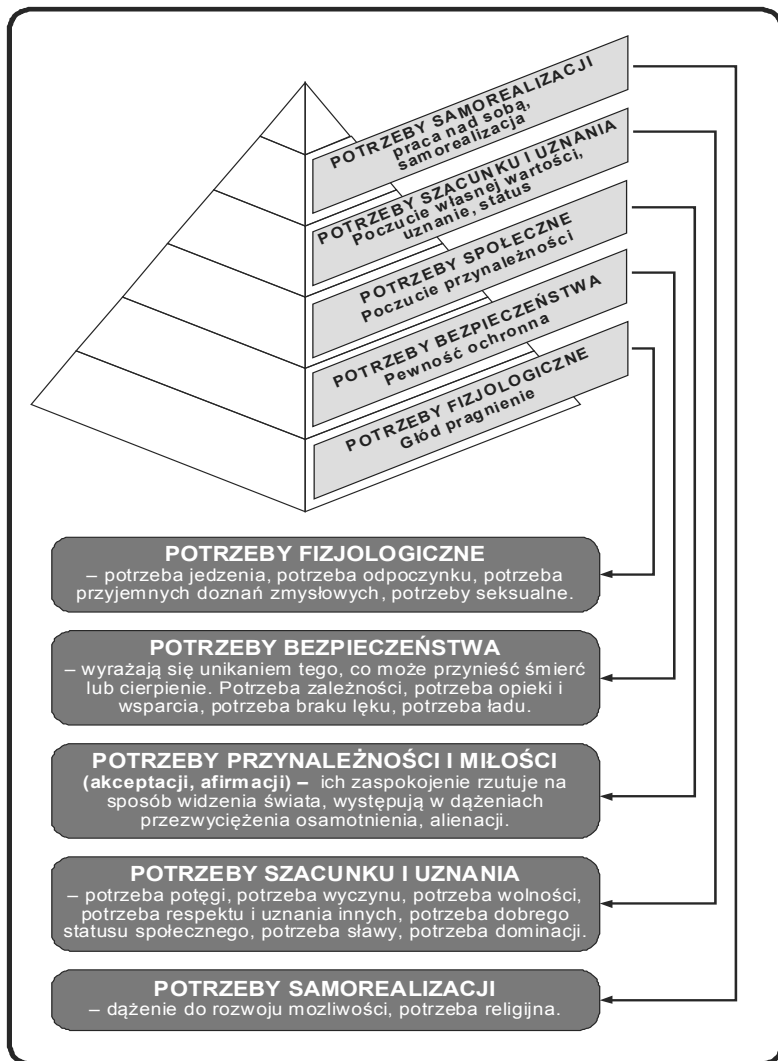 POTRZEBY SAMOREALIZACJI
praca nad sobą,
samorealizacja
POTRZEBY SZACUNKU I UZNANIA
Poczucie własnej wartości,
uznanie, status
POTRZEBY SPOŁECZNE
Poczucie przynależności
POTRZEBY BEZPIECZEŃSTWA
Pewność ochronna
POTRZEBY FIZJOLOGICZNE
Głód pragnienie
POTRZEBY FIZJOLOGICZNE
– potrzeba jedzenia, potrzeba odpoczynku, potrzeba
przyjemnych doznań zmysłowych, potrzeby seksualne.
POTRZEBY BEZPIECZEŃSTWA
– wyrażają się unikaniem tego, co może przynieść śmierć
lub cierpienie. Potrzeba zależności, potrzeba opieki i
wsparcia, potrzeba braku lęku, potrzeba ładu.
POTRZEBY PRZYNALEŻNOŚCI I MIŁOŚCI
(akceptacji, afirmacji) – ich zaspokojenie rzutuje na
sposób widzenia świata, występują w dążeniach
przezwyciężenia osamotnienia, alienacji.
POTRZEBY SZACUNKU I UZNANIA
– potrzeba potęgi, potrzeba wyczynu, potrzeba wolności,
potrzeba respektu i uznania innych, potrzeba dobrego
statusu społecznego, potrzeba sławy, potrzeba dominacji.
POTRZEBY SAMOREALIZACJI
– dążenie do rozwoju mozliwości, potrzeba religijna.